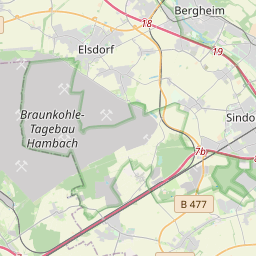 Bergheim
18
Elsdorf
19
Braunkohle-
Tagebau
Hambach
Sindo
7b
B 477